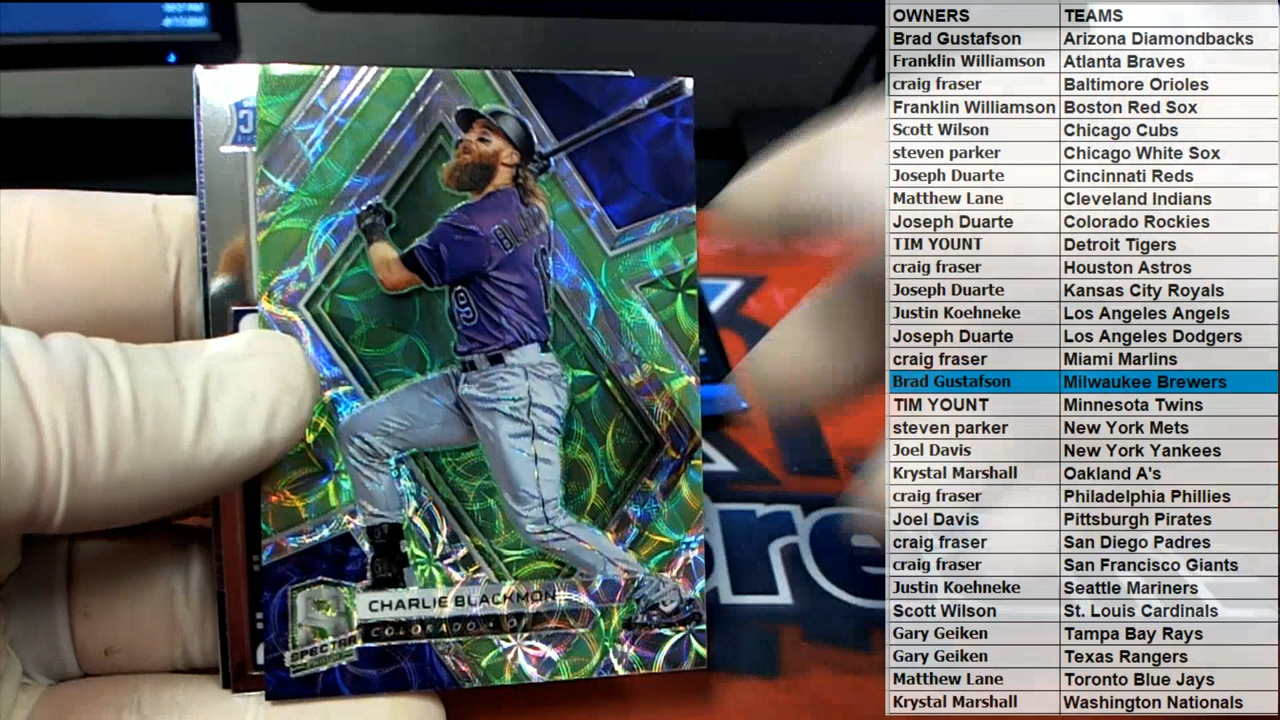 CHARLIE BLACKMON
COLORADO
SPECTRA
19
OWNERS TEAMS
Brad Gustafson Arizona Diamondbacks
Franklin Williamson Atlanta Braves
craig fraser Baltimore Orioles
Franklin Williamson Boston Red Sox
Scott Wilson Chicago Cubs
steven parker Chicago White Sox
Joseph Duarte Cincinnati Reds
Matthew Lane Cleveland Indians
Joseph Duarte Colorado Rockies
TIM YOUNT Detroit Tigers
craig fraser Houston Astros
Joseph Duarte Kansas City Royals
Justin Koehneke Los Angeles Angels
Joseph Duarte Los Angeles Dodgers
craig fraser Miami Marlins
Brad Gustafson Milwaukee Brewers
TIM YOUNT Minnesota Twins
steven parker New York Mets
Joel Davis New York Yankees
Krystal Marshall Oakland A's
craig fraser Philadelphia Phillies
Joel Davis Pittsburgh Pirates
craig fraser San Diego Padres
craig fraser San Francisco Giants
Justin Koehneke Seattle Mariners
Scott Wilson St. Louis Cardinals
Gary Geiken Tampa Bay Rays
Gary Geiken Texas Rangers
Matthew Lane Toronto Blue Jays
Krystal Marshall Washington Nationals